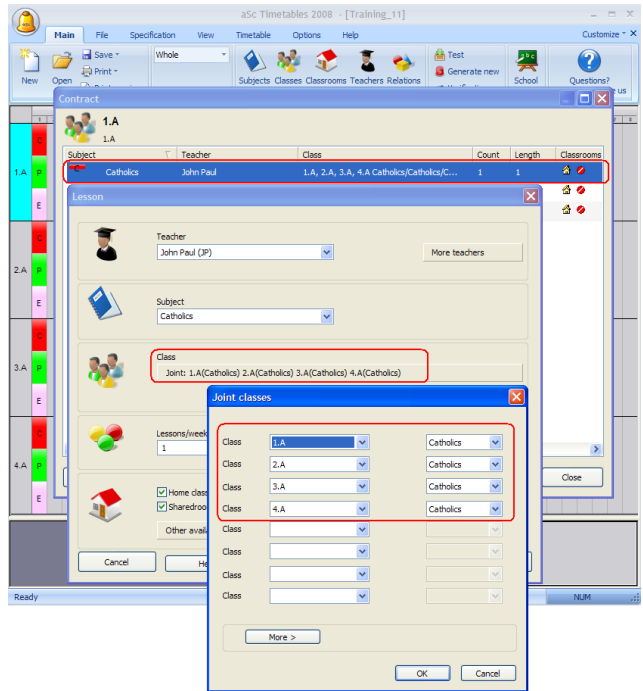 aSc Timetables 2008 - [Training_11]
Main File Specification View Timetable Options Help Customize
New
Open
Save
Print
Whole
Subjects Classes Classrooms Teachers Relations
Test
Generate new
School
Questions?
us
Contract
1.A
1.A
Subject Teacher Class Count Length Classrooms
Catholics John Paul 1.A, 2.A, 3.A, 4.A Catholics/Catholics/C... 1 1
1.A C P E
2.A C P E
3.A C P E
4.A C P E
Lesson
Teacher
John Paul (JP) More teachers
Subject
Catholics
Class
Joint: 1.A(Catholics) 2.A(Catholics) 3.A(Catholics) 4.A(Catholics)
Lessons/week
1
Home class
Sharedroo
Other availa
Cancel
He
Close
Joint classes
Class 1.A Catholics
Class 2.A Catholics
Class 3.A Catholics
Class 4.A Catholics
Class
Class
Class
Class
More >
OK Cancel
Ready NUM